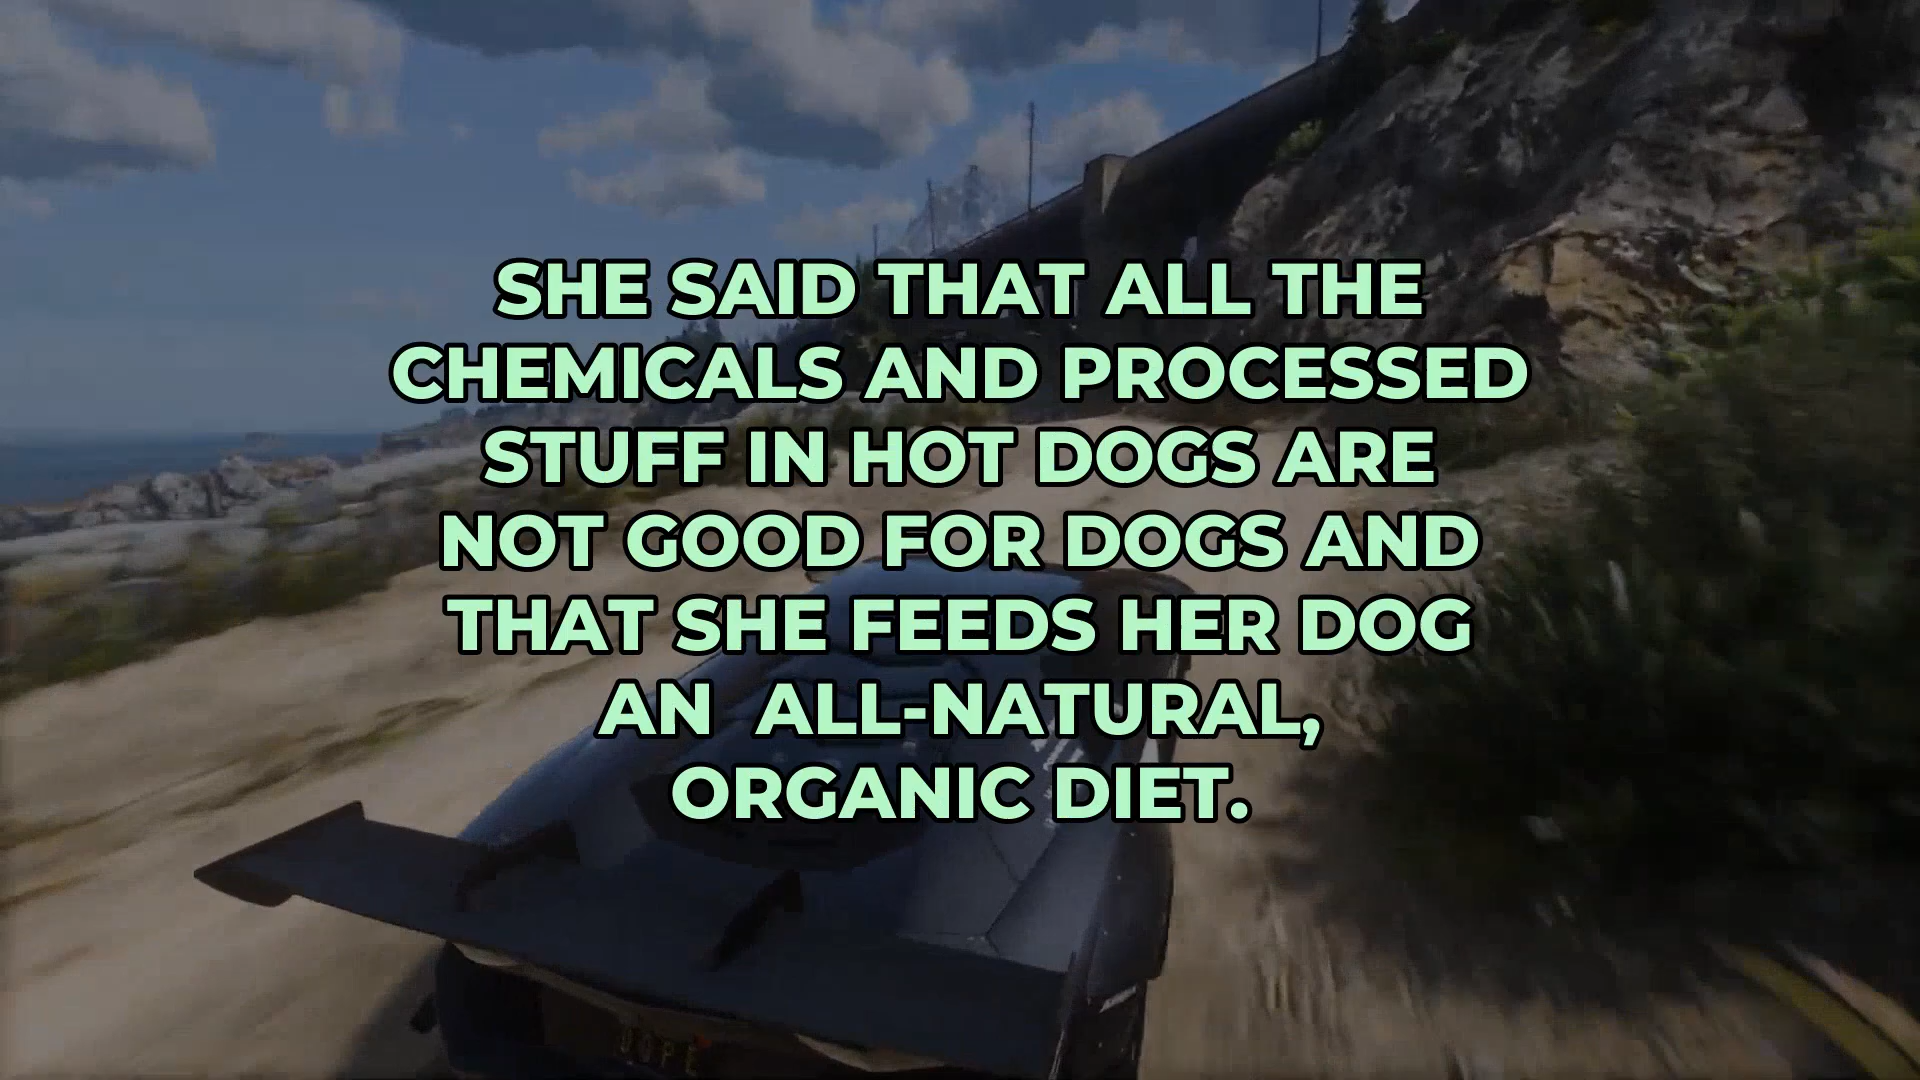 SHE SAID THAT ALL THE
CHEMICALS AND PROCESSED
STUFF IN HOT DOGS ARE
NOT GOOD FOR DOGS AND
THAT SHE FEEDS HER DOG
AN  ALL-NATURAL,
ORGANIC DIET.